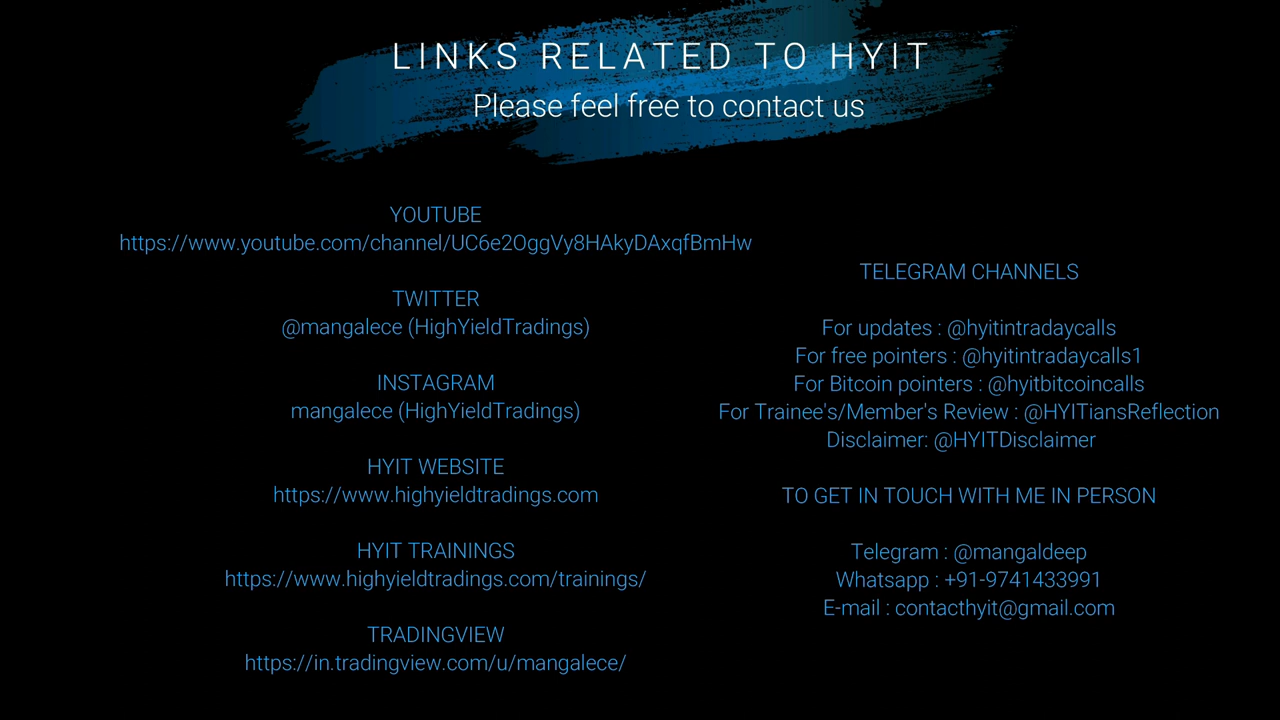 LINKS RELATED TO HYIT
Please feel free to contact us
YOUTUBE
https://www.youtube.com/channel/UC6e2OggVy8HAkyDAxqfBmHw
TWITTER
@mangalece (HighYieldTradings)
INSTAGRAM
mangalece (HighYieldTradings)
HYIT WEBSITE
https://www.highyieldtradings.com
HYIT TRAININGS
https://www.highyieldtradings.com/trainings/
TRADINGVIEW
https://in.tradingview.com/u/mangalece/
TELEGRAM CHANNELS
For updates : @hyitintradaycalls
For free pointers : @hyitintradaycalls1
For Bitcoin pointers : @hyitbitcoincalls
For Trainee's/Member's Review : @HYITiansReflection
Disclaimer: @HYITDisclaimer
TO GET IN TOUCH WITH ME IN PERSON
Telegram : @mangaldeep
Whatsapp : +91-9741433991
E-mail : contacthyit@gmail.com